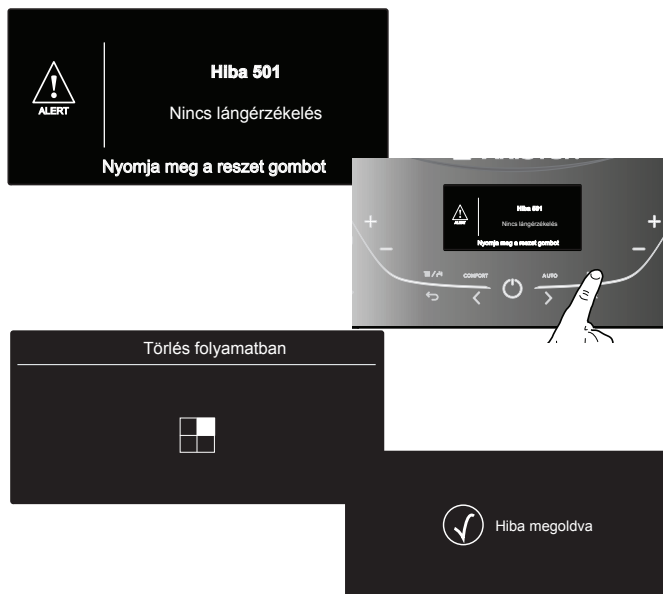 Hiba 501
ALERT
Nincs lángérzékelés
Nyomja meg a reszet gombot
Hiba 501
ALERT
Nincs lángérzékelés
Nyomja meg a reszet gombot
COMFORT
AUTO
Törlés folyamatban
Hiba megoldva